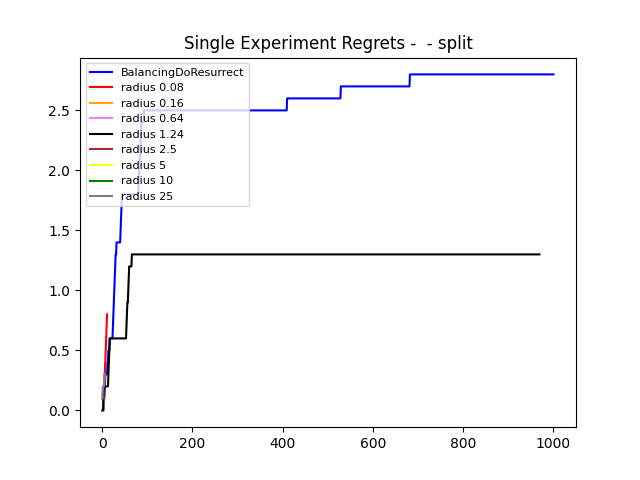 Single Experiment Regrets -  - split
BalancingDoResurrect
radius 0.08
radius 0.16
radius 0.64
radius 1.24
radius 2.5
radius 5
radius 10
radius 25
2.5
2.0
1.5
1.0
0.5
0.0
0 200 400 600 800 1000